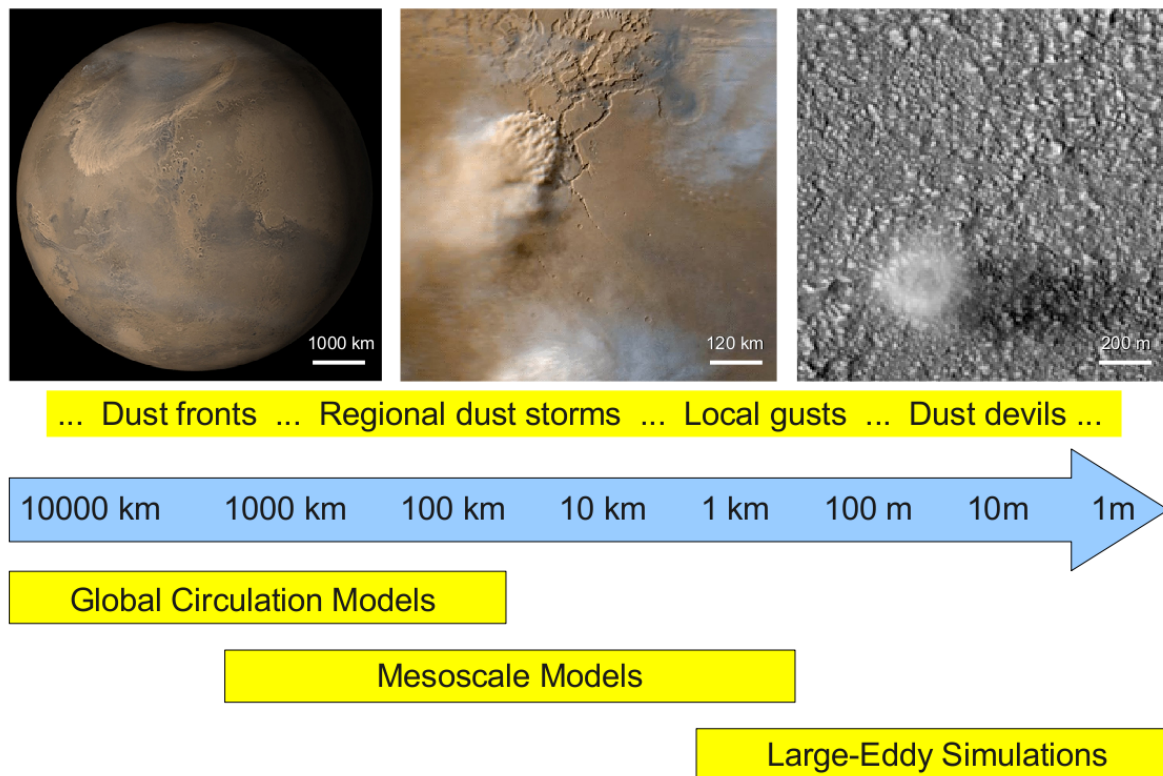 1000 km
120 km
200 m
... Dust fronts ... Regional dust storms ... Local gusts ... Dust devils ...
10000 km 1000 km 100 km 10 km 1 km 100 m 10m 1m
Global Circulation Models
Mesoscale Models
Large-Eddy Simulations